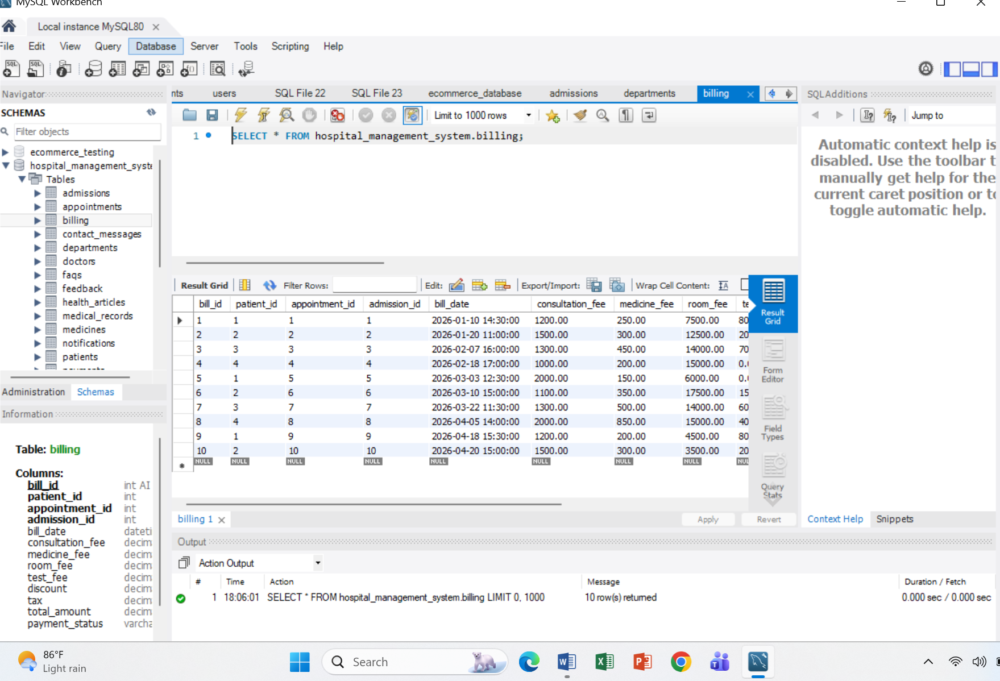 MySQL Workbench
Local instance MySQL80
File Edit View Query Database Server Tools Scripting Help
Navigator
SCHEMAS
Filter objects
ecommerce_testing
hospital_management_syste
Tables
admissions
appointments
billing
contact_messages
departments
doctors
faqs
feedback
health_articles
medical_records
medicines
notifications
patients
Administration Schemas
Information
Table: billing
Columns:
bill_id int AI
patient_id int
appointment_id int
admission_id int
bill_date dateti
consultation_fee decim
medicine_fee decim
room_fee decim
test_fee decim
discount decim
tax decim
total_amount decim
payment_status varcha
nts users SQL File 22 SQL File 23 ecommerce_database admissions departments billing
Limit to 1000 rows
1 SELECT * FROM hospital_management_system.billing;
Result Grid Filter Rows: Edit: Export/Import: Wrap Cell Content:
bill_id patient_id appointment_id admission_id bill_date consultation_fee medicine_fee room_fee te
1 1 1 1 2026-01-10 14:30:00 1200.00 250.00 7500.00 80
2 2 2 2 2026-01-20 11:00:00 1500.00 300.00 12500.00 20
3 3 3 3 2026-02-07 16:00:00 1300.00 450.00 14000.00 70
4 4 4 4 2026-02-18 17:00:00 1000.00 200.00 15000.00 0.0
5 1 5 5 2026-03-03 12:30:00 2000.00 150.00 6000.00 0.0
6 2 6 6 2026-03-10 15:00:00 1100.00 350.00 17500.00 15
7 3 7 7 2026-03-22 11:30:00 1300.00 500.00 14000.00 60
8 4 8 8 2026-04-05 14:00:00 2000.00 850.00 15000.00 40
9 1 9 9 2026-04-18 15:30:00 1200.00 200.00 4500.00 80
10 2 10 10 2026-04-20 15:00:00 1500.00 300.00 3500.00 20
NULL NULL NULL NULL NULL NULL NULL NULL NUL
Result
Grid
Form
Editor
Field
Types
Query
Stats
billing 1
Apply Revert
Output
Action Output
# Time Action Message Duration / Fetch
1 18:06:01 SELECT * FROM hospital_management_system.billing LIMIT 0, 1000 10 row(s) returned 0.000 sec / 0.000 sec
SQLAdditions
Jump to
Automatic context help is
disabled. Use the toolbar t
manually get help for the
current caret position or to
toggle automatic help.
Context Help Snippets
86°F
Light rain
Search